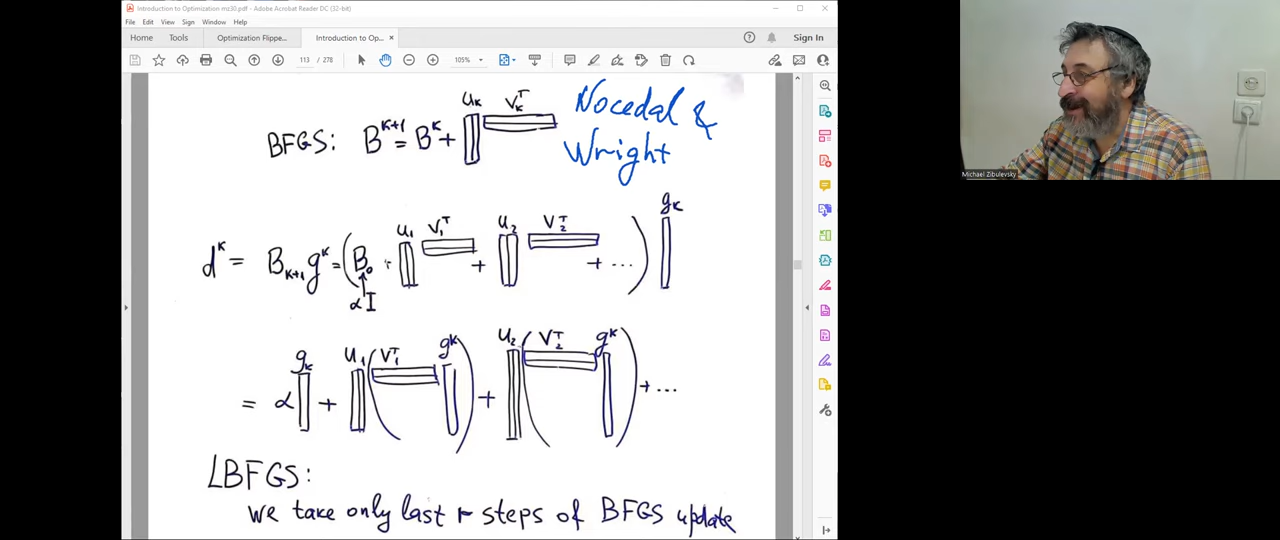 Introduction to Optimization ms30.pdf - Adobe Acrobat Reader DC (32-bit)
File Edit View Sign Window Help
Home Tools Optimization Flippe... Introduction to Op... × Sign In
113 / 278 105%
u_k v_k^T
BFGS: B^{k+1} = B^k +
Nocedal &
Wright
u_1 v_1^T u_2 v_2^T g_k
d^k = B_{k+1} g^k = ( B_0 + + + ... )
αI
g_k u_1 ( v_1^T g^k ) u_2 ( v_2^T g^k )
= α + + + ...
LBFGS:
we take only last r steps of BFGS update
Michael Zibulevsky